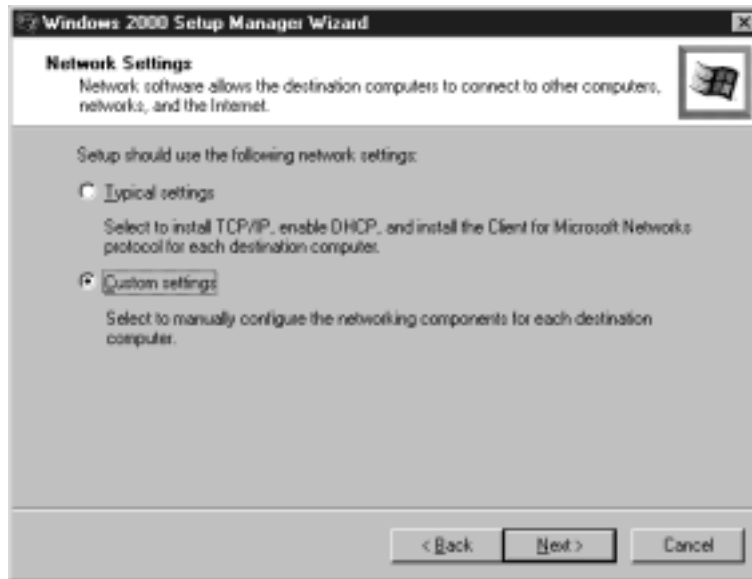 Windows 2000 Setup Manager Wizard
Network Settings
Network software allows the destination computers to connect to other computers,
networks, and the Internet.
Setup should use the following network settings:
Typical settings
Select to install TCP/IP, enable DHCP, and install the Client for Microsoft Networks
protocol for each destination computer.
Custom settings
Select to manually configure the networking components for each destination
computer.
< Back
Next >
Cancel